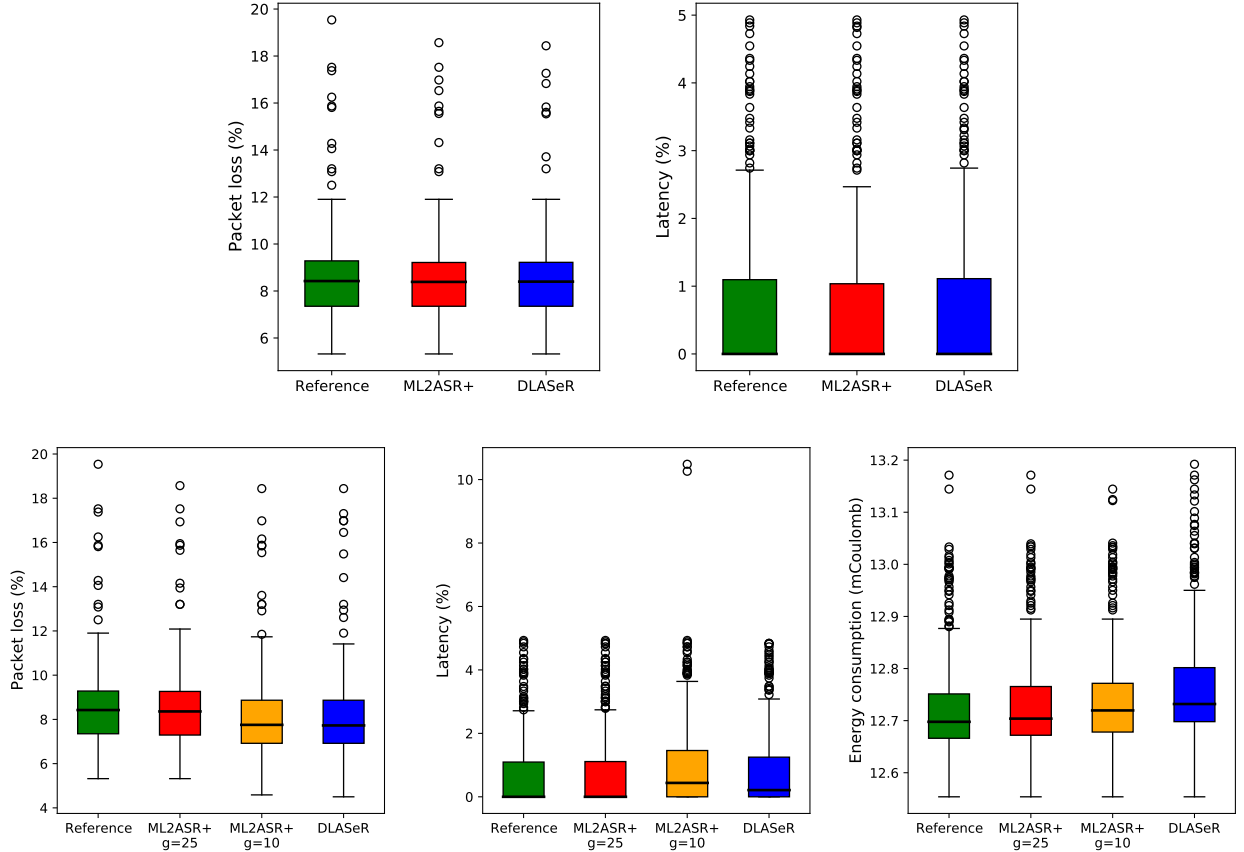 Packet loss (%)
20
18
16
14
12
10
8
6
Reference
ML2ASR+
DLASeR
Latency (%)
5
4
3
2
1
0
Reference
ML2ASR+
DLASeR
Packet loss (%)
20
18
16
14
12
10
8
6
4
Reference
ML2ASR+
g=25
ML2ASR+
g=10
DLASeR
Latency (%)
10
8
6
4
2
0
Reference
ML2ASR+
g=25
ML2ASR+
g=10
DLASeR
Energy consumption (mCoulomb)
13.2
13.1
13.0
12.9
12.8
12.7
12.6
Reference
ML2ASR+
g=25
ML2ASR+
g=10
DLASeR